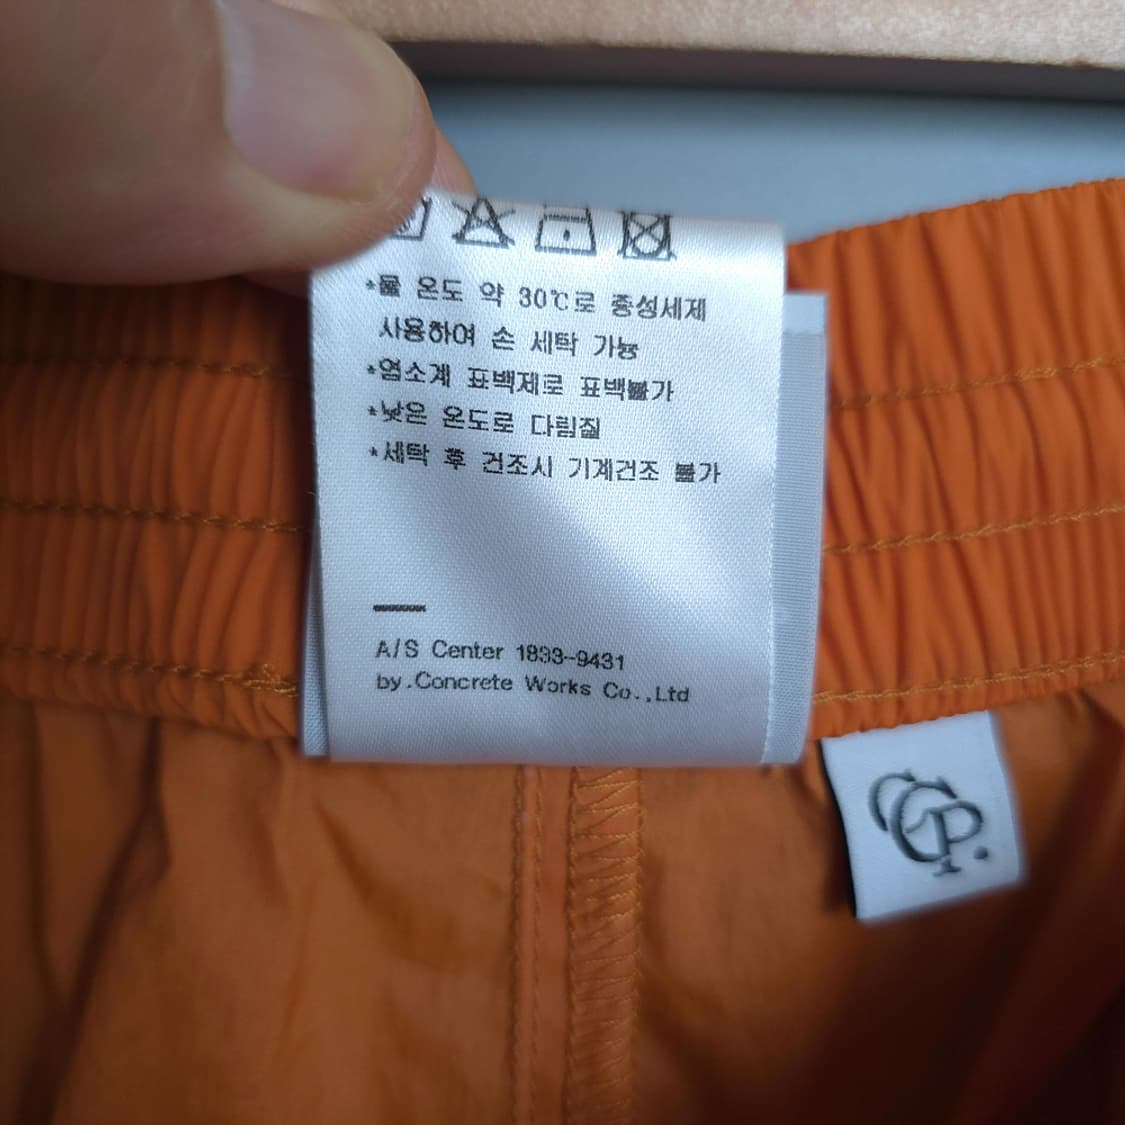 *물 온도 약 30℃로 중성세제
사용하여 손 세탁 가능
*염소계 표백제로 표백불가
*낮은 온도로 다림질
*세탁 후 건조시 기계건조 불가
A/S Center 1833-9431
by.Concrete Works Co.,Ltd
CCP.